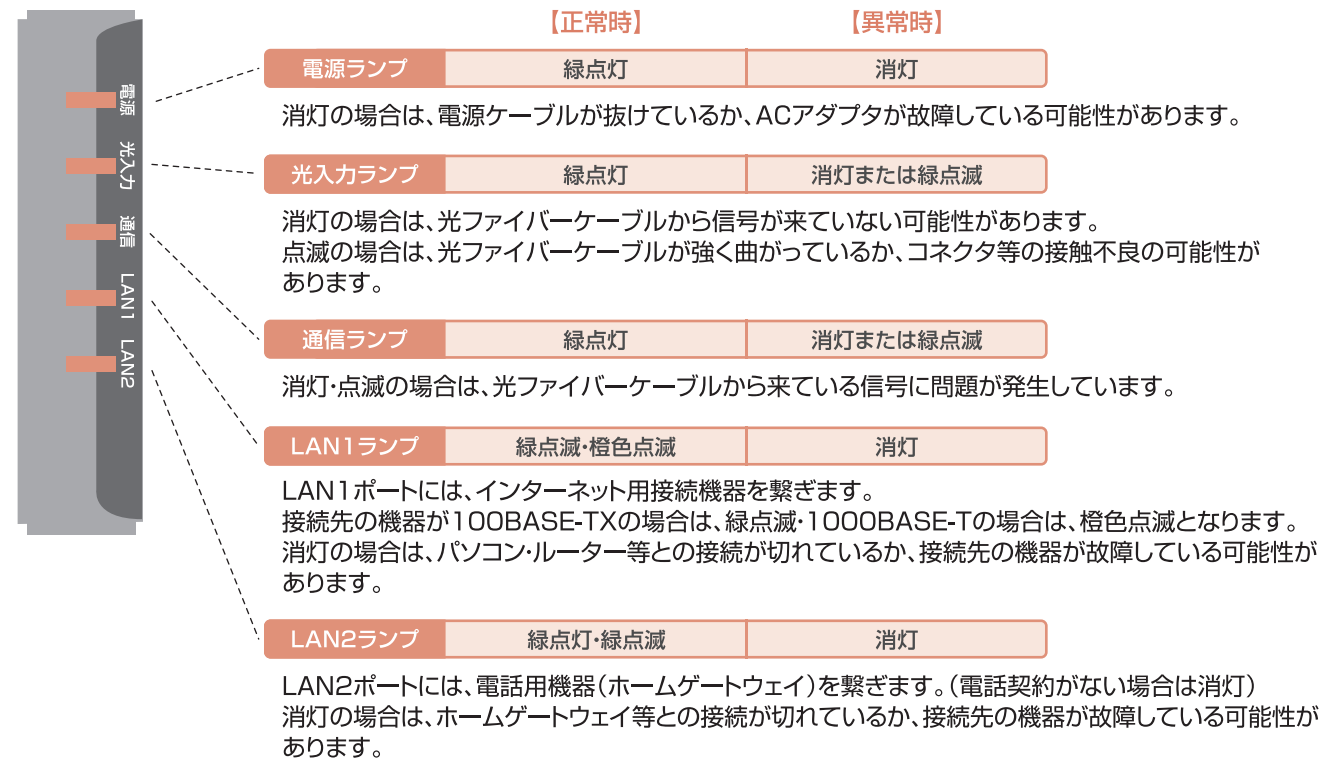 【正常時】 【異常時】
電源
光入力
通信
LAN1
LAN2
電源ランプ 緑点灯 消灯
消灯の場合は、電源ケーブルが抜けているか、ACアダプタが故障している可能性があります。
光入力ランプ 緑点灯 消灯または緑点滅
消灯の場合は、光ファイバーケーブルから信号が来ていない可能性があります。
点滅の場合は、光ファイバーケーブルが強く曲がっているか、コネクタ等の接触不良の可能性が
あります。
通信ランプ 緑点灯 消灯または緑点滅
消灯・点滅の場合は、光ファイバーケーブルから来ている信号に問題が発生しています。
LAN1ランプ 緑点滅・橙色点滅 消灯
LAN1ポートには、インターネット用接続機器を繋ぎます。
接続先の機器が100BASE-TXの場合は、緑点滅・1000BASE-Tの場合は、橙色点滅となります。
消灯の場合は、パソコン・ルーター等との接続が切れているか、接続先の機器が故障している可能性が
あります。
LAN2ランプ 緑点灯・緑点滅 消灯
LAN2ポートには、電話用機器(ホームゲートウェイ)を繋ぎます。(電話契約がない場合は消灯)
消灯の場合は、ホームゲートウェイ等との接続が切れているか、接続先の機器が故障している可能性が
あります。